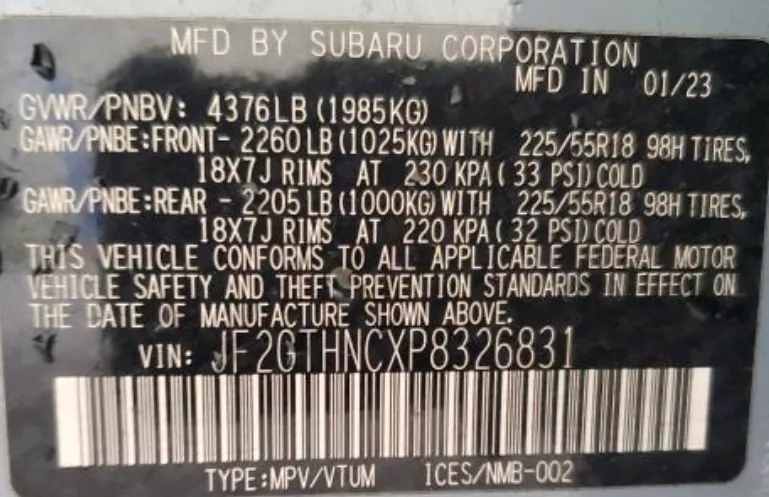 MFD BY SUBARU CORPORATION
MFD IN 01/23
GVWR/PNBV: 4376LB (1985KG)
GAWR/PNBE:FRONT- 2260LB (1025KG) WITH 225/55R18 98H TIRES,
18X7J RIMS AT 230 KPA( 33 PSI) COLD
GAWR/PNBE:REAR - 2205LB (1000KG) WITH 225/55R18 98H TIRES,
18X7J RIMS AT 220 KPA( 32 PSI) COLD
THIS VEHICLE CONFORMS TO ALL APPLICABLE FEDERAL MOTOR
VEHICLE SAFETY AND THEFT PREVENTION STANDARDS IN EFFECT ON
THE DATE OF MANUFACTURE SHOWN ABOVE.
VIN: JF2GTHNCXP8326831
TYPE:MPV/VTUM ICES/NMB-002